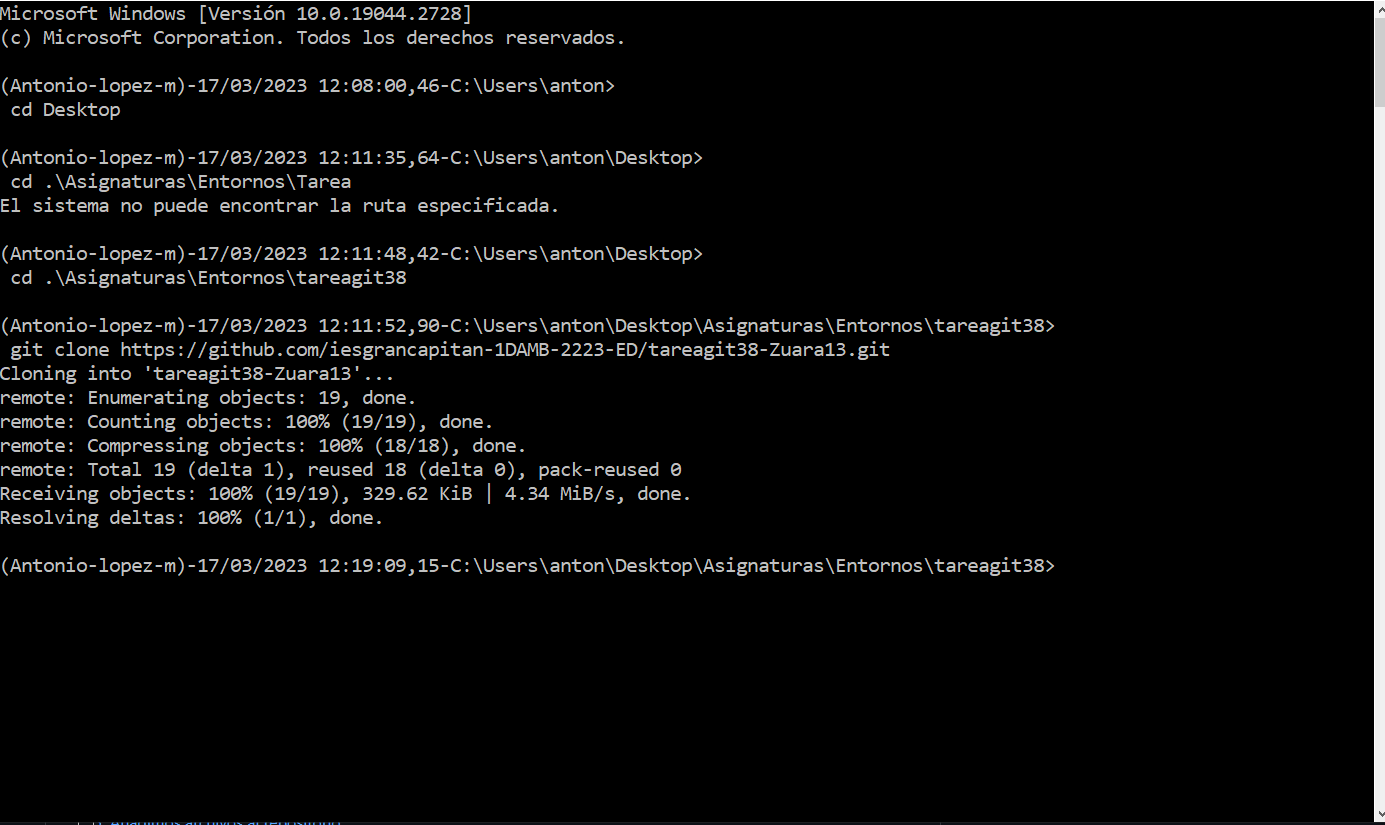 Microsoft Windows [Versión 10.0.19044.2728]
(c) Microsoft Corporation. Todos los derechos reservados.
(Antonio-lopez-m)-17/03/2023 12:08:00,46-C:\Users\anton>
cd Desktop
(Antonio-lopez-m)-17/03/2023 12:11:35,64-C:\Users\anton\Desktop>
cd .\Asignaturas\Entornos\Tarea
El sistema no puede encontrar la ruta especificada.
(Antonio-lopez-m)-17/03/2023 12:11:48,42-C:\Users\anton\Desktop>
cd .\Asignaturas\Entornos\tareagit38
(Antonio-lopez-m)-17/03/2023 12:11:52,90-C:\Users\anton\Desktop\Asignaturas\Entornos\tareagit38>
git clone https://github.com/iesgrancapitan-1DAMB-2223-ED/tareagit38-Zuara13.git
Cloning into 'tareagit38-Zuara13'...
remote: Enumerating objects: 19, done.
remote: Counting objects: 100% (19/19), done.
remote: Compressing objects: 100% (18/18), done.
remote: Total 19 (delta 1), reused 18 (delta 0), pack-reused 0
Receiving objects: 100% (19/19), 329.62 KiB | 4.34 MiB/s, done.
Resolving deltas: 100% (1/1), done.
(Antonio-lopez-m)-17/03/2023 12:19:09,15-C:\Users\anton\Desktop\Asignaturas\Entornos\tareagit38>